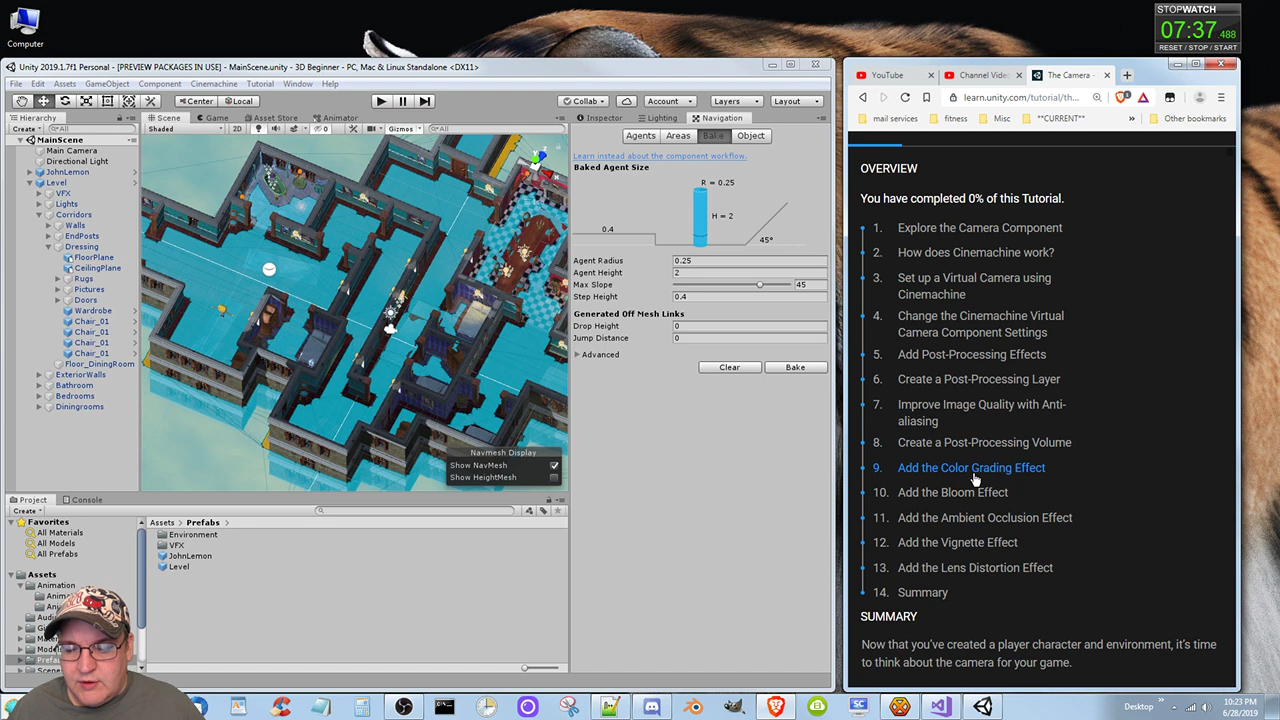 Computer
STOPWATCH
07:37.488
RESET / STOP / START
Unity 2019.1.7f1 Personal - [PREVIEW PACKAGES IN USE] - MainScene.unity - 3D Beginner - PC, Mac & Linux Standalone <DX11>
File Edit Assets GameObject Component Cinemachine Tutorial Window Help
Center Local
Collab Account Layers Layout
Hierarchy
Create All
MainScene
Main Camera
Directional Light
JohnLemon
Level
VFX
Lights
Corridors
Walls
EndPosts
Dressing
FloorPlane
CeilingPlane
Rugs
Pictures
Doors
Wardrobe
Chair_01
Chair_01
Chair_01
Chair_01
Floor_DiningRoom
ExteriorWalls
Bathroom
Bedrooms
Diningrooms
Scene Game Asset Store Animator
Shaded 2D 0 Gizmos All
Navmesh Display
Show NavMesh
Show HeightMesh
Inspector Lighting Navigation
Agents Areas Bake Object
Learn instead about the component workflow.
Baked Agent Size
R = 0.25
H = 2
0.4
45°
Agent Radius 0.25
Agent Height 2
Max Slope 45
Step Height 0.4
Generated Off Mesh Links
Drop Height 0
Jump Distance 0
Advanced
Clear Bake
Project Console
Create
Favorites
All Materials
All Models
All Prefabs
Assets
Animation
Assets Prefabs
Environment
VFX
JohnLemon
Level
YouTube Channel Vide The Camera -
learn.unity.com/tutorial/th...
mail services fitness Misc **CURRENT** » Other bookmarks
OVERVIEW
You have completed 0% of this Tutorial.
1. Explore the Camera Component
2. How does Cinemachine work?
3. Set up a Virtual Camera using
Cinemachine
4. Change the Cinemachine Virtual
Camera Component Settings
5. Add Post-Processing Effects
6. Create a Post-Processing Layer
7. Improve Image Quality with Anti-
aliasing
8. Create a Post-Processing Volume
9. Add the Color Grading Effect
10. Add the Bloom Effect
11. Add the Ambient Occlusion Effect
12. Add the Vignette Effect
13. Add the Lens Distortion Effect
14. Summary
SUMMARY
Now that you've created a player character and environment, it's time
to think about the camera for your game.
Desktop »
10:23 PM
6/28/2019